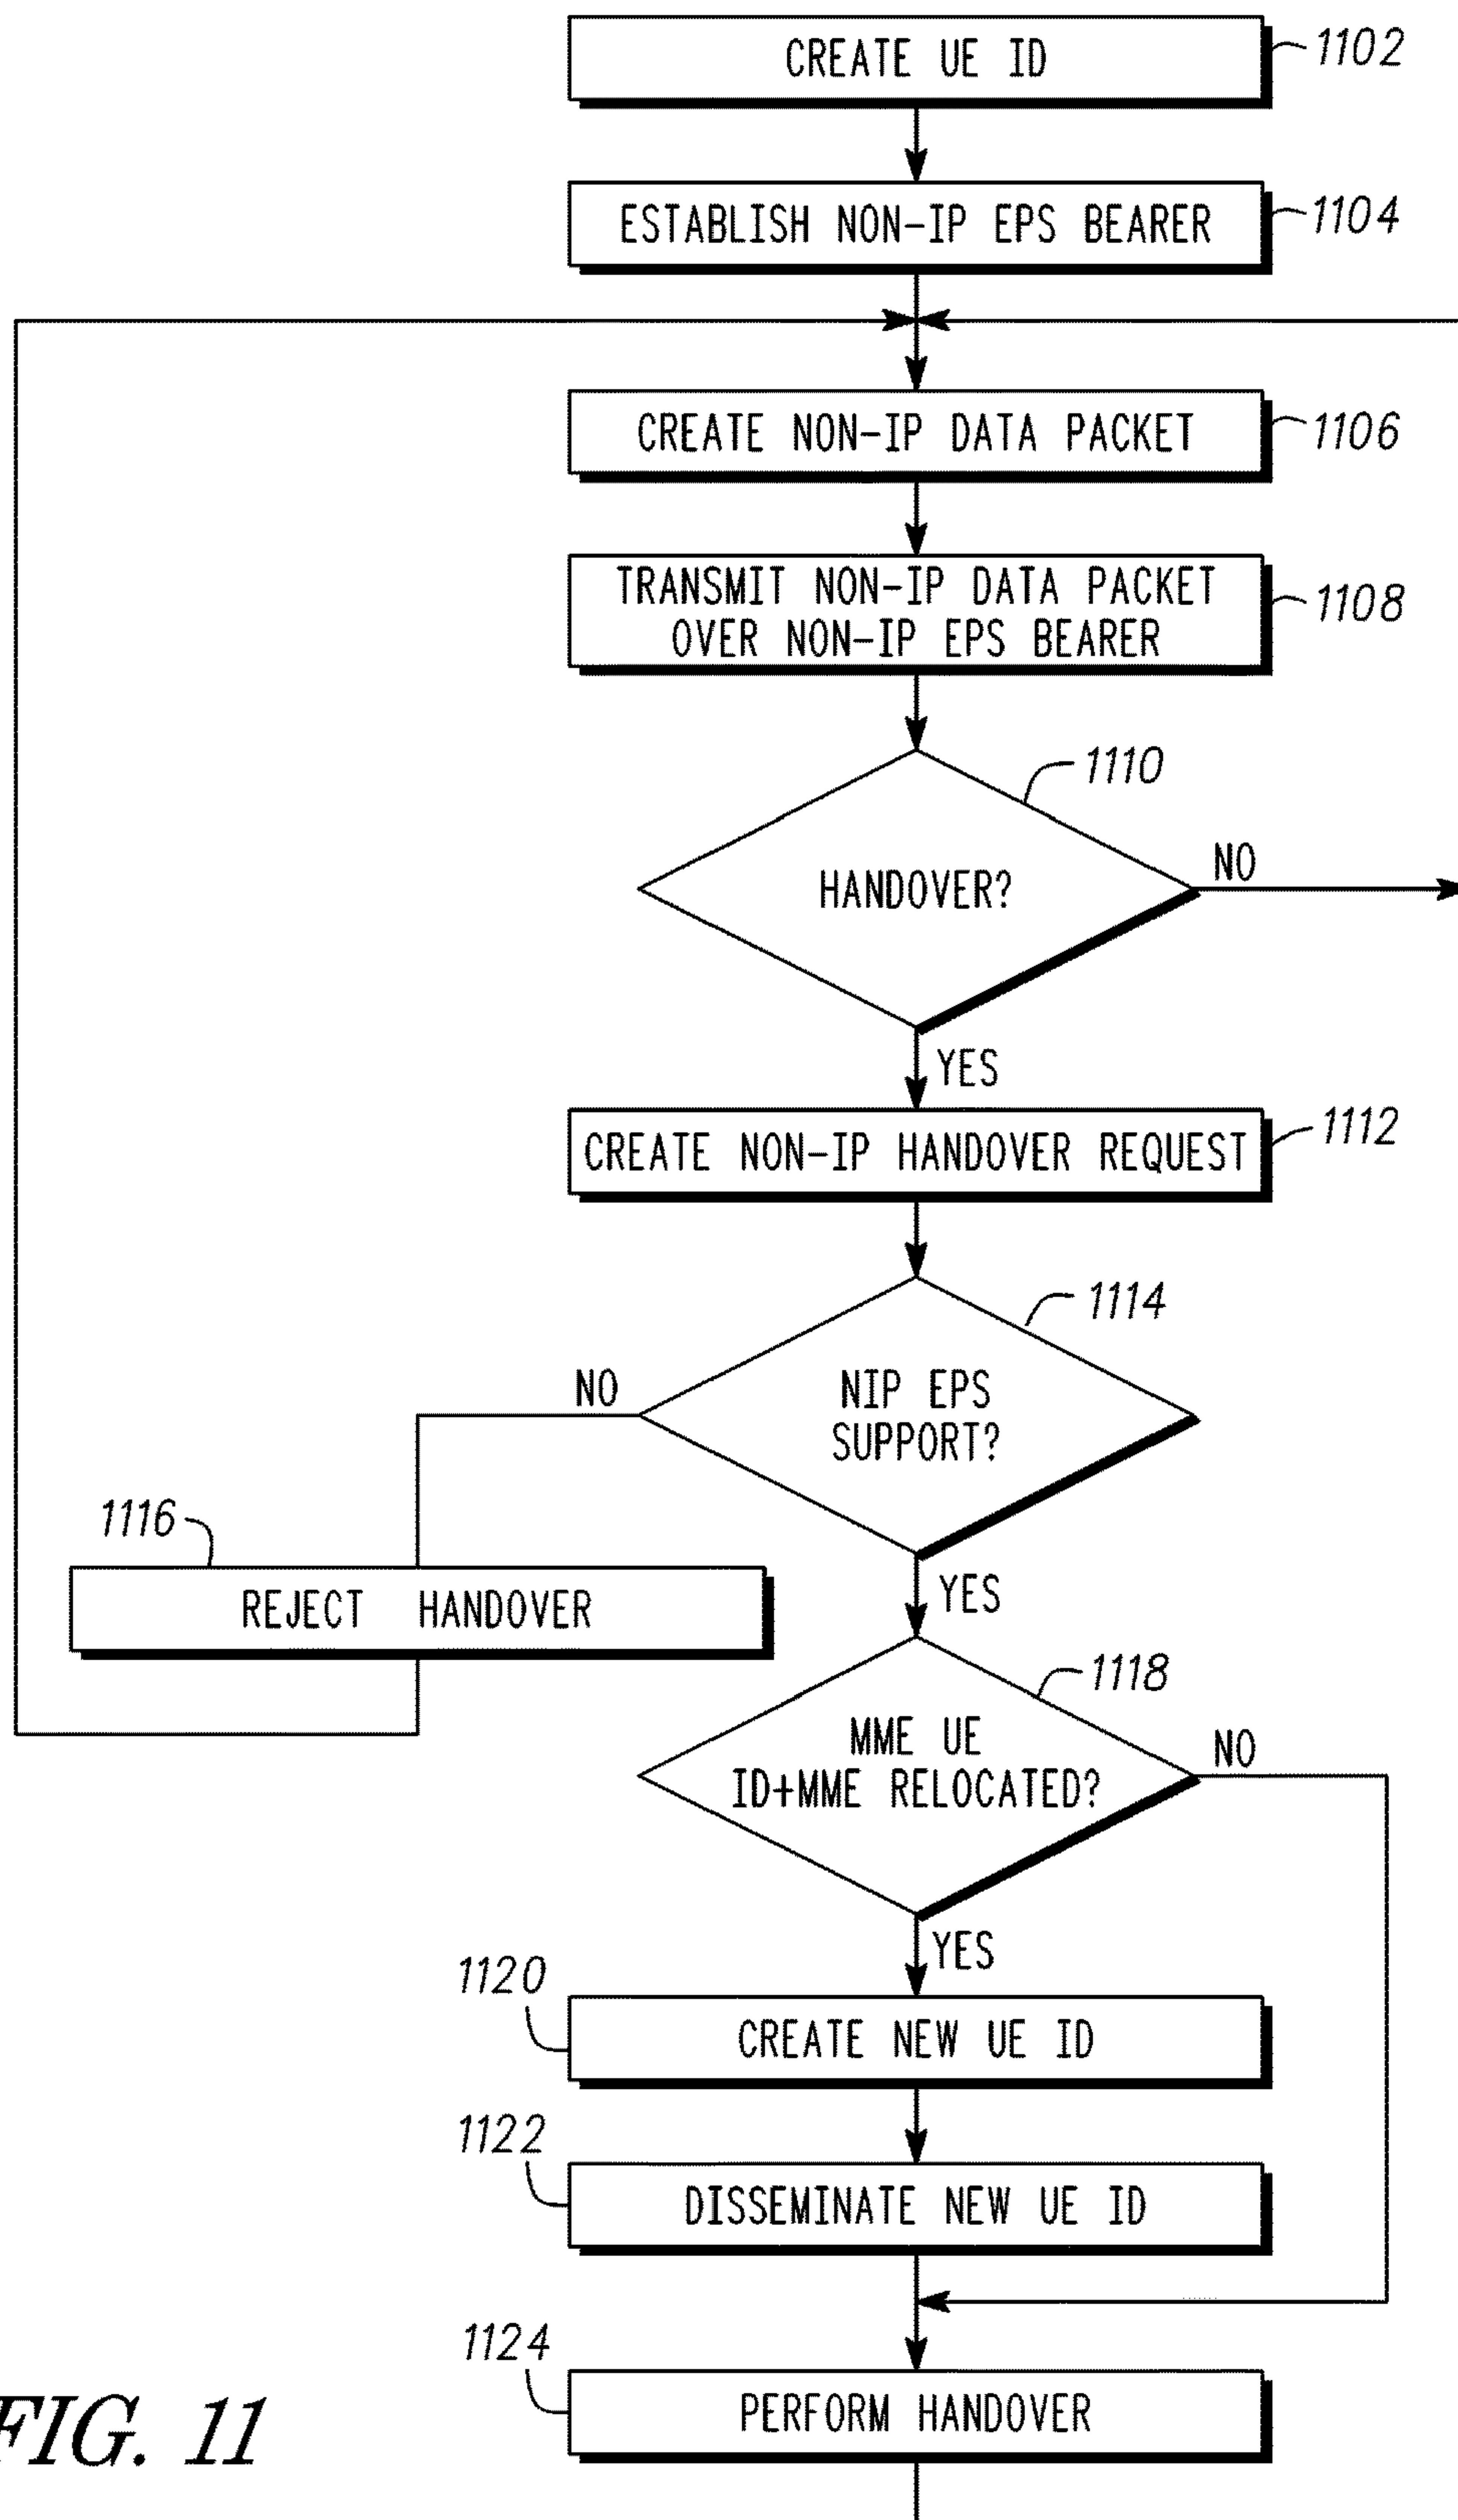 CREATE UE ID
1102
ESTABLISH NON-IP EPS BEARER
1104
CREATE NON-IP DATA PACKET
1106
TRANSMIT NON-IP DATA PACKET
OVER NON-IP EPS BEARER
1108
1110
HANDOVER?
NO
YES
CREATE NON-IP HANDOVER REQUEST
1112
1114
NIP EPS
SUPPORT?
NO
YES
1116
REJECT HANDOVER
1118
MME UE
ID+MME RELOCATED?
NO
YES
1120
CREATE NEW UE ID
1122
DISSEMINATE NEW UE ID
1124
PERFORM HANDOVER
FIG. 11